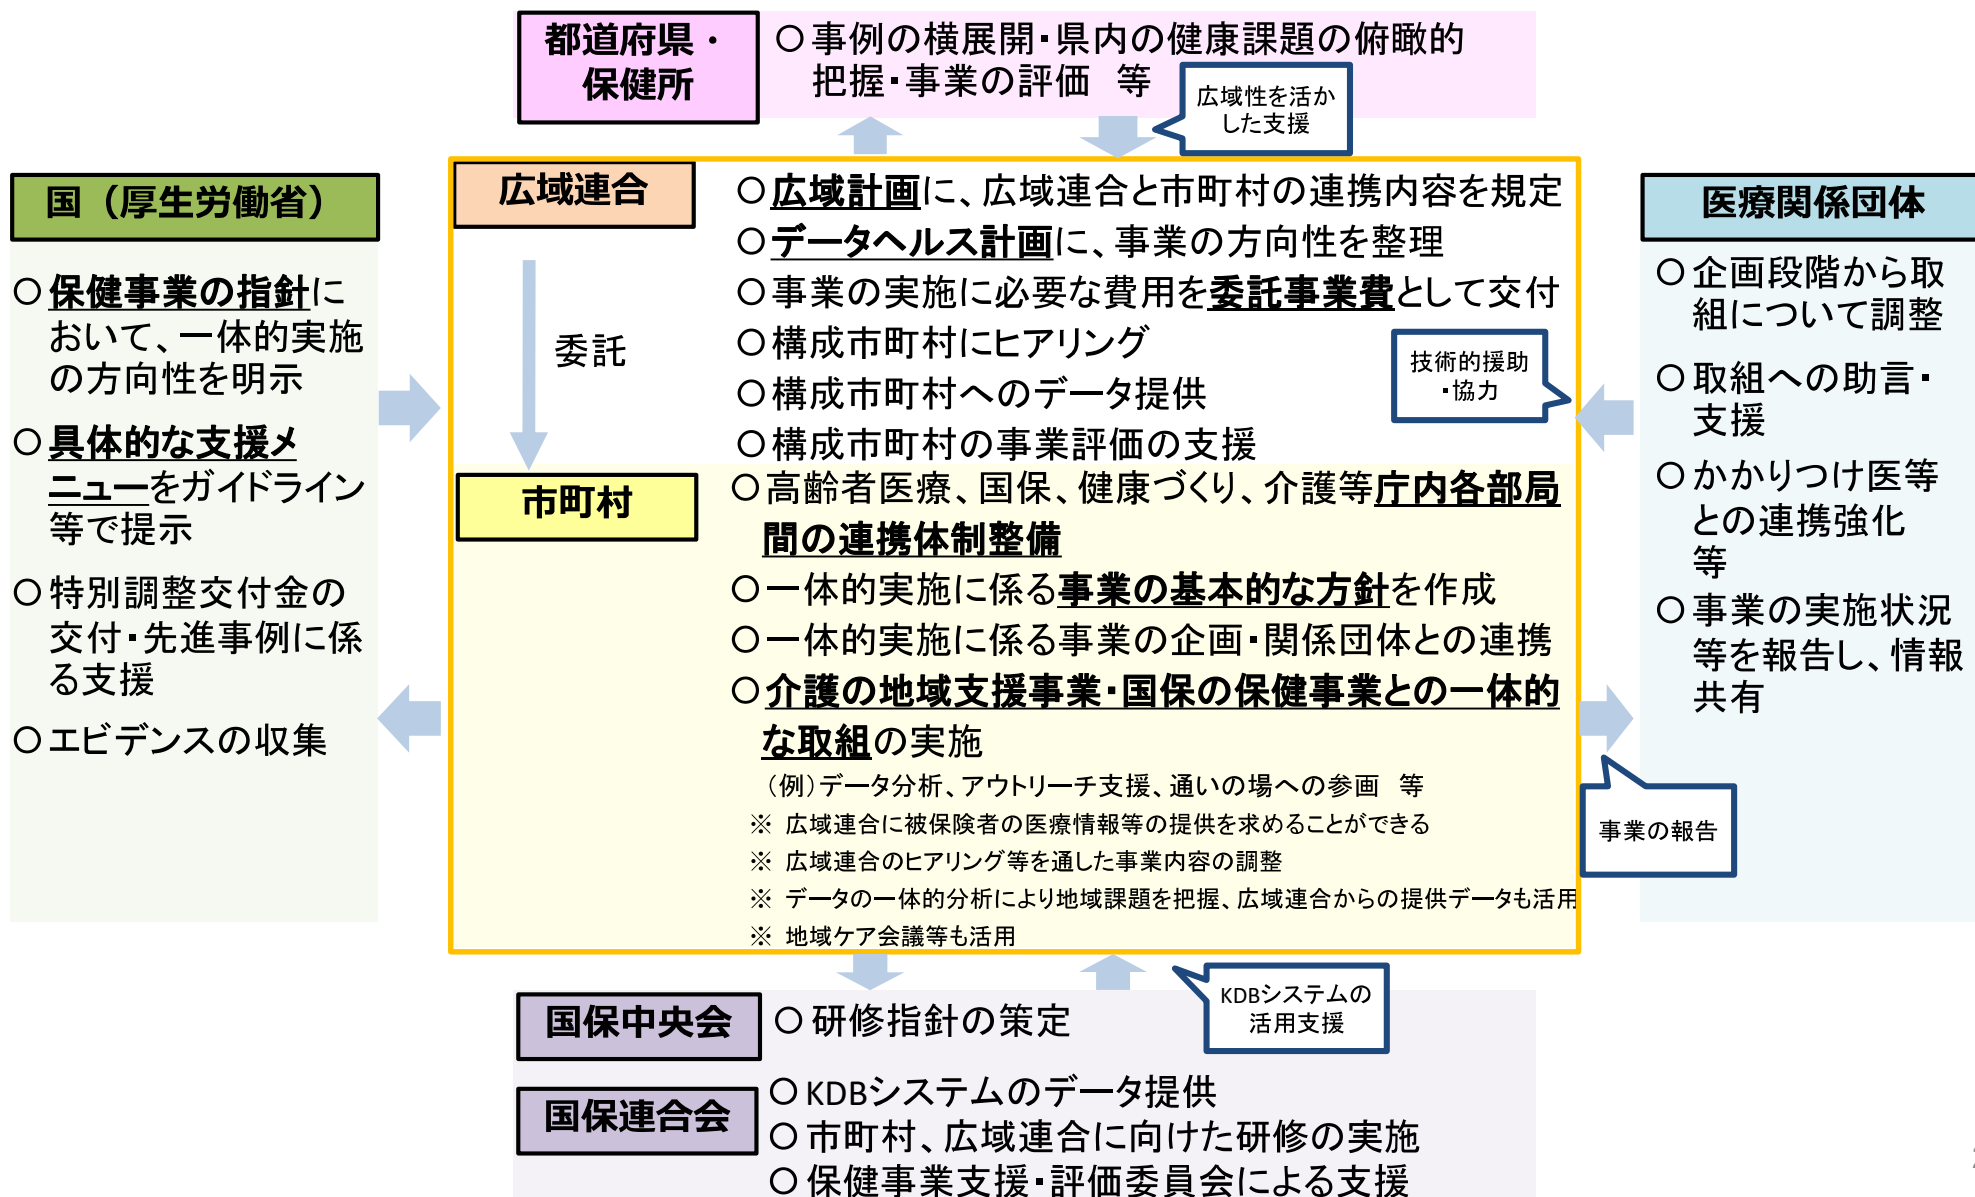 都道府県・
保健所
○事例の横展開・県内の健康課題の俯瞰的
把握・事業の評価　等
広域性を活か
した支援
国（厚生労働省）
○保健事業の指針に
おいて、一体的実施
の方向性を明示
○具体的な支援メ
ニューをガイドライン
等で提示
○特別調整交付金の
交付・先進事例に係
る支援
○エビデンスの収集
広域連合
○広域計画に、広域連合と市町村の連携内容を規定
○データヘルス計画に、事業の方向性を整理
○事業の実施に必要な費用を委託事業費として交付
○構成市町村にヒアリング
○構成市町村へのデータ提供
○構成市町村の事業評価の支援
委託
技術的援助
・協力
市町村
○高齢者医療、国保、健康づくり、介護等庁内各部局
間の連携体制整備
○一体的実施に係る事業の基本的な方針を作成
○一体的実施に係る事業の企画・関係団体との連携
○介護の地域支援事業・国保の保健事業との一体的
な取組の実施
（例）データ分析、アウトリーチ支援、通いの場への参画　等
※ 広域連合に被保険者の医療情報等の提供を求めることができる
※ 広域連合のヒアリング等を通した事業内容の調整
※ データの一体的分析により地域課題を把握、広域連合からの提供データも活用
※ 地域ケア会議等も活用
医療関係団体
○企画段階から取
組について調整
○取組への助言・
支援
○かかりつけ医等
との連携強化
等
○事業の実施状況
等を報告し、情報
共有
事業の報告
国保中央会
○研修指針の策定
KDBシステムの
活用支援
国保連合会
○KDBシステムのデータ提供
○市町村、広域連合に向けた研修の実施
○保健事業支援・評価委員会による支援